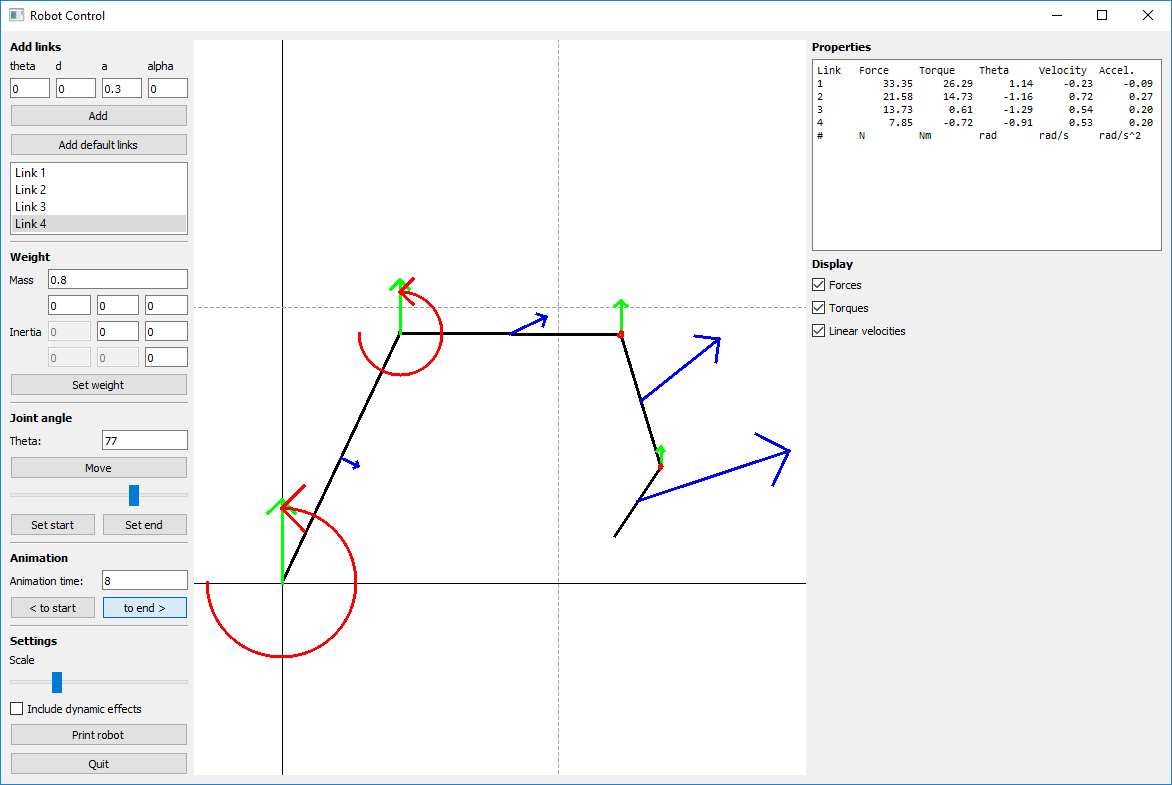 Robot Control
Add links
theta d a alpha
0 0 0.3 0
Add
Add default links
Link 1
Link 2
Link 3
Link 4
Weight
Mass 0.8
0 0 0
Inertia 0 0 0
0 0 0
Set weight
Joint angle
Theta: 77
Move
Set start Set end
Animation
Animation time: 8
< to start to end >
Settings
Scale
Include dynamic effects
Print robot
Quit
Properties
Link Force Torque Theta Velocity Accel.
1 33.35 26.29 1.14 -0.23 -0.09
2 21.58 14.73 -1.16 0.72 0.27
3 13.73 0.61 -1.29 0.54 0.20
4 7.85 -0.72 -0.91 0.53 0.20
# N Nm rad rad/s rad/s^2
Display
Forces
Torques
Linear velocities